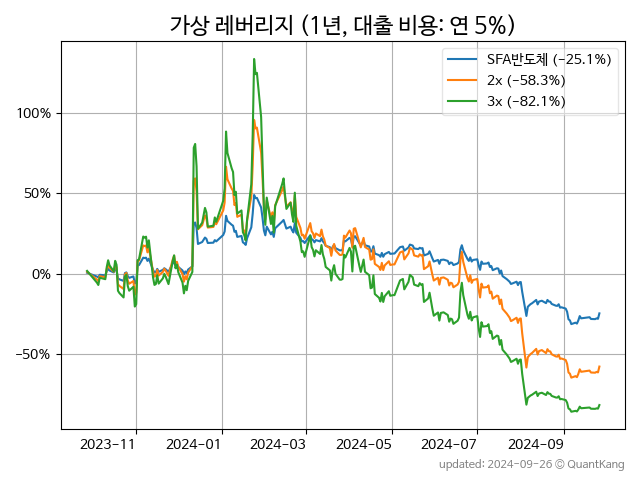 가상 레버리지 (1년, 대출 비용: 연 5%)
SFA반도체 (−25.1%)
2x (−58.3%)
3x (−82.1%)
100%
50%
0%
−50%
2023-11
2024-01
2024-03
2024-05
2024-07
2024-09
updated: 2024-09-26 © QuantKang